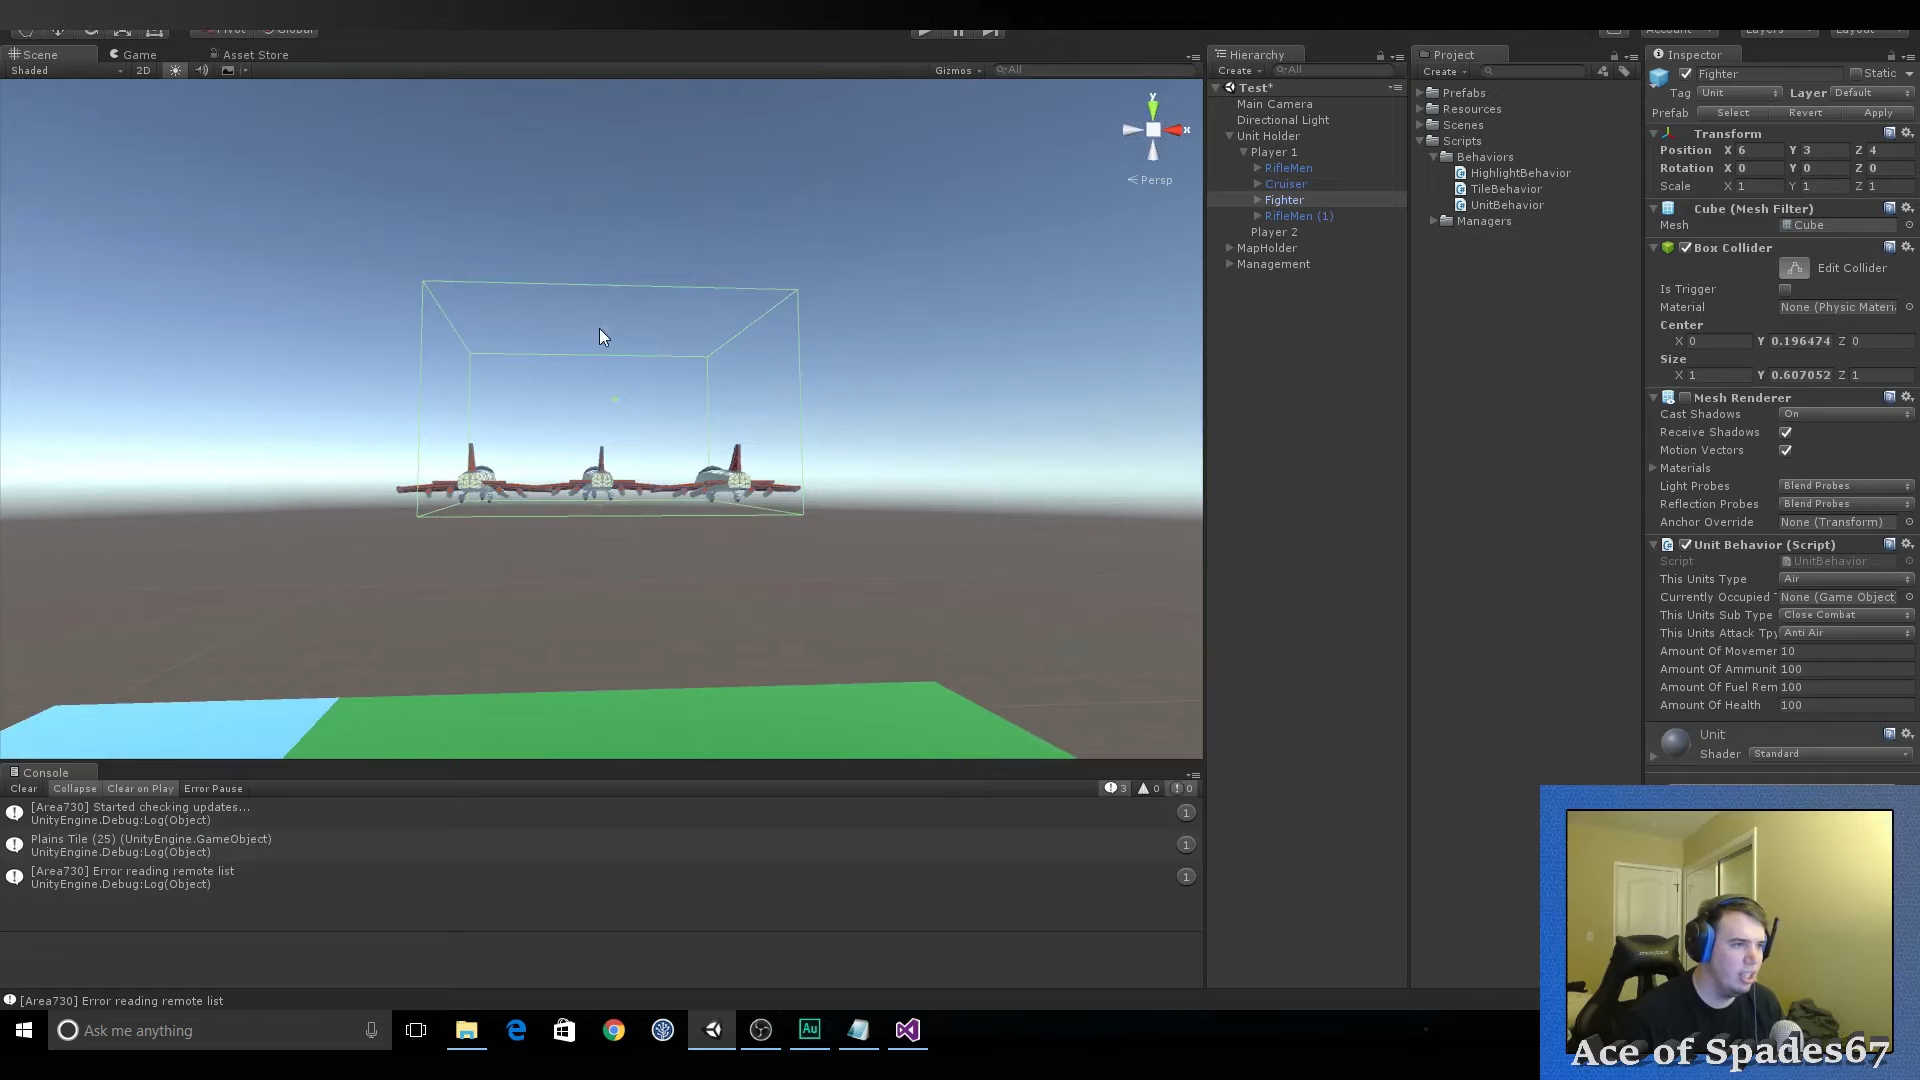 Pivot Global Account Layers Layout
Scene Game Asset Store
Shaded 2D Gizmos All
y
x
Persp
Hierarchy
Create All
Test*
Main Camera
Directional Light
Unit Holder
Player 1
RifleMen
Cruiser
Fighter
RifleMen (1)
Player 2
MapHolder
Management
Project
Create
Prefabs
Resources
Scenes
Scripts
Behaviors
HighlightBehavior
TileBehavior
UnitBehavior
Managers
Inspector
Fighter Static
Tag Unit Layer Default
Prefab Select Revert Apply
Transform
Position X 6 Y 3 Z 4
Rotation X 0 Y 0 Z 0
Scale X 1 Y 1 Z 1
Cube (Mesh Filter)
Mesh Cube
Box Collider
Edit Collider
Is Trigger
Material None (Physic Materi
Center
X 0 Y 0.196474 Z 0
Size
X 1 Y 0.607052 Z 1
Mesh Renderer
Cast Shadows On
Receive Shadows
Motion Vectors
Materials
Light Probes Blend Probes
Reflection Probes Blend Probes
Anchor Override None (Transform)
Unit Behavior (Script)
Script UnitBehavior
This Units Type Air
Currently Occupied None (Game Object
This Units Sub Type Close Combat
This Units Attack Tpy Anti Air
Amount Of Movemer 10
Amount Of Ammunit 100
Amount Of Fuel Rem 100
Amount Of Health 100
Unit
Shader Standard
Console
Clear Collapse Clear on Play Error Pause 3 0 0
[Area730] Started checking updates...
UnityEngine.Debug:Log(Object) 1
Plains Tile (25) (UnityEngine.GameObject)
UnityEngine.Debug:Log(Object) 1
[Area730] Error reading remote list
UnityEngine.Debug:Log(Object) 1
[Area730] Error reading remote list
Ask me anything
Au
Ace of Spades67